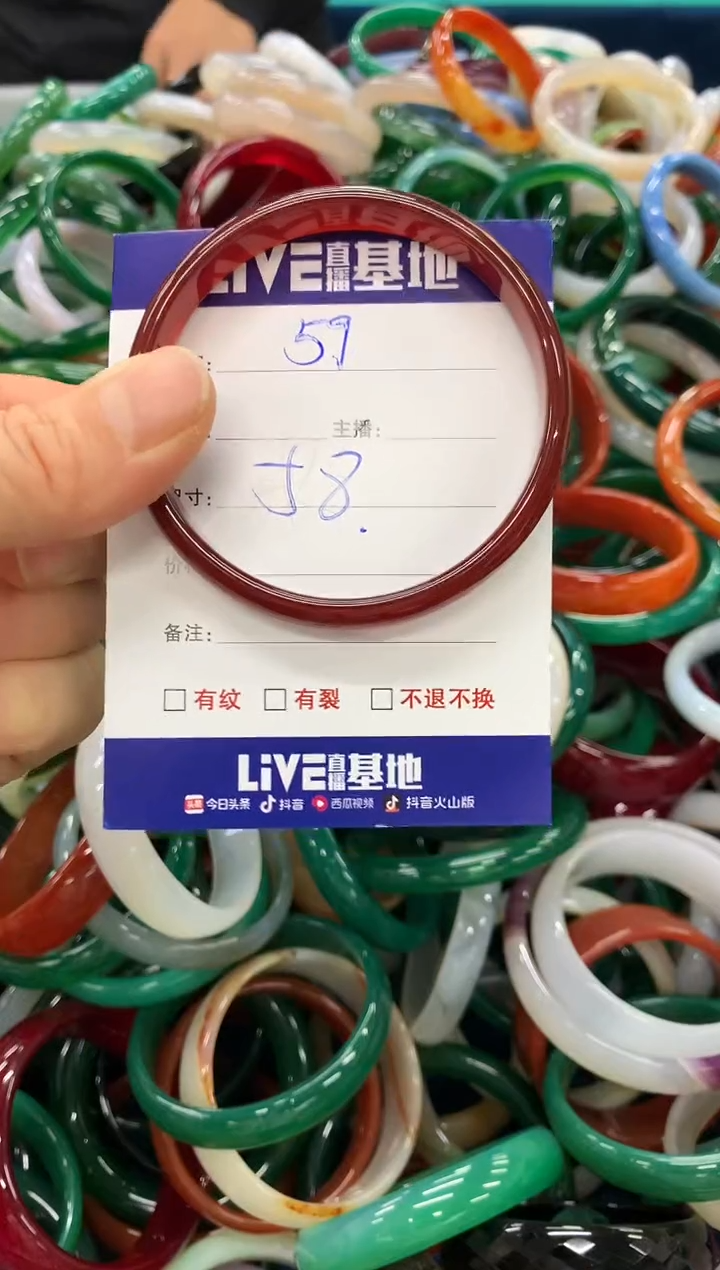 LiVE直播基地
57
主播:
寸: 58.
价
备注:
□ 有纹 □ 有裂 □ 不退不换
LiVE直播基地
头条 今日头条 抖音 西瓜视频 抖音火山版